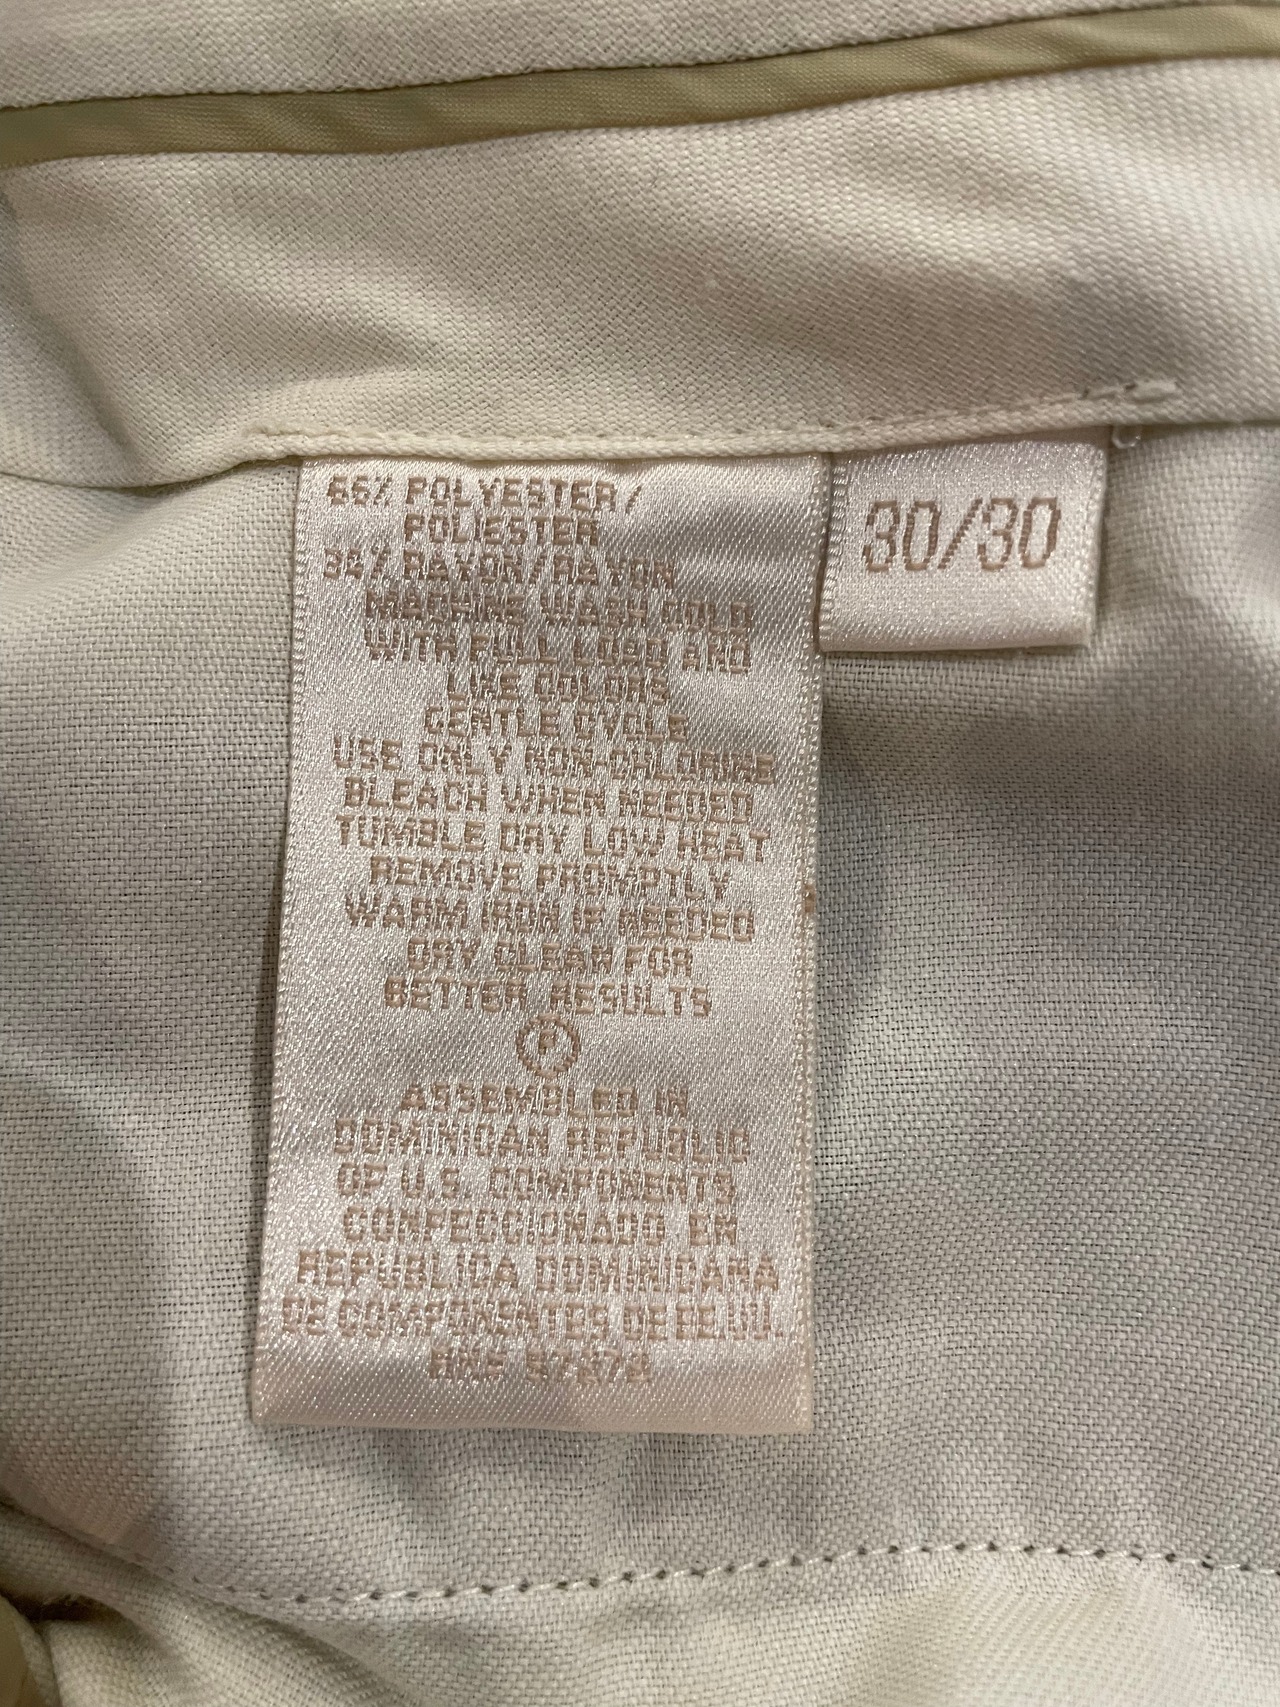 POLYESTER/
POLIESTER
RAYON/RAYON
MACHINE WASH COLD
WITH FULL LOAD AND
LIKE COLORS
GENTLE CYCLE
USE ONLY NON-CHLORINE
BLEACH WHEN NEEDED
TUMBLE DRY LOW HEAT
REMOVE PROMPTLY
WARM IRON IF NEEDED
DRY CLEAN FOR
BETTER RESULTS
P
ASSEMBLED IN
DOMINICAN REPUBLIC
OF U.S. COMPONENTS
CONFECCIONADO EN
REPUBLICA DOMINICANA
DE COMPONENTES DE EE.UU.
30/30